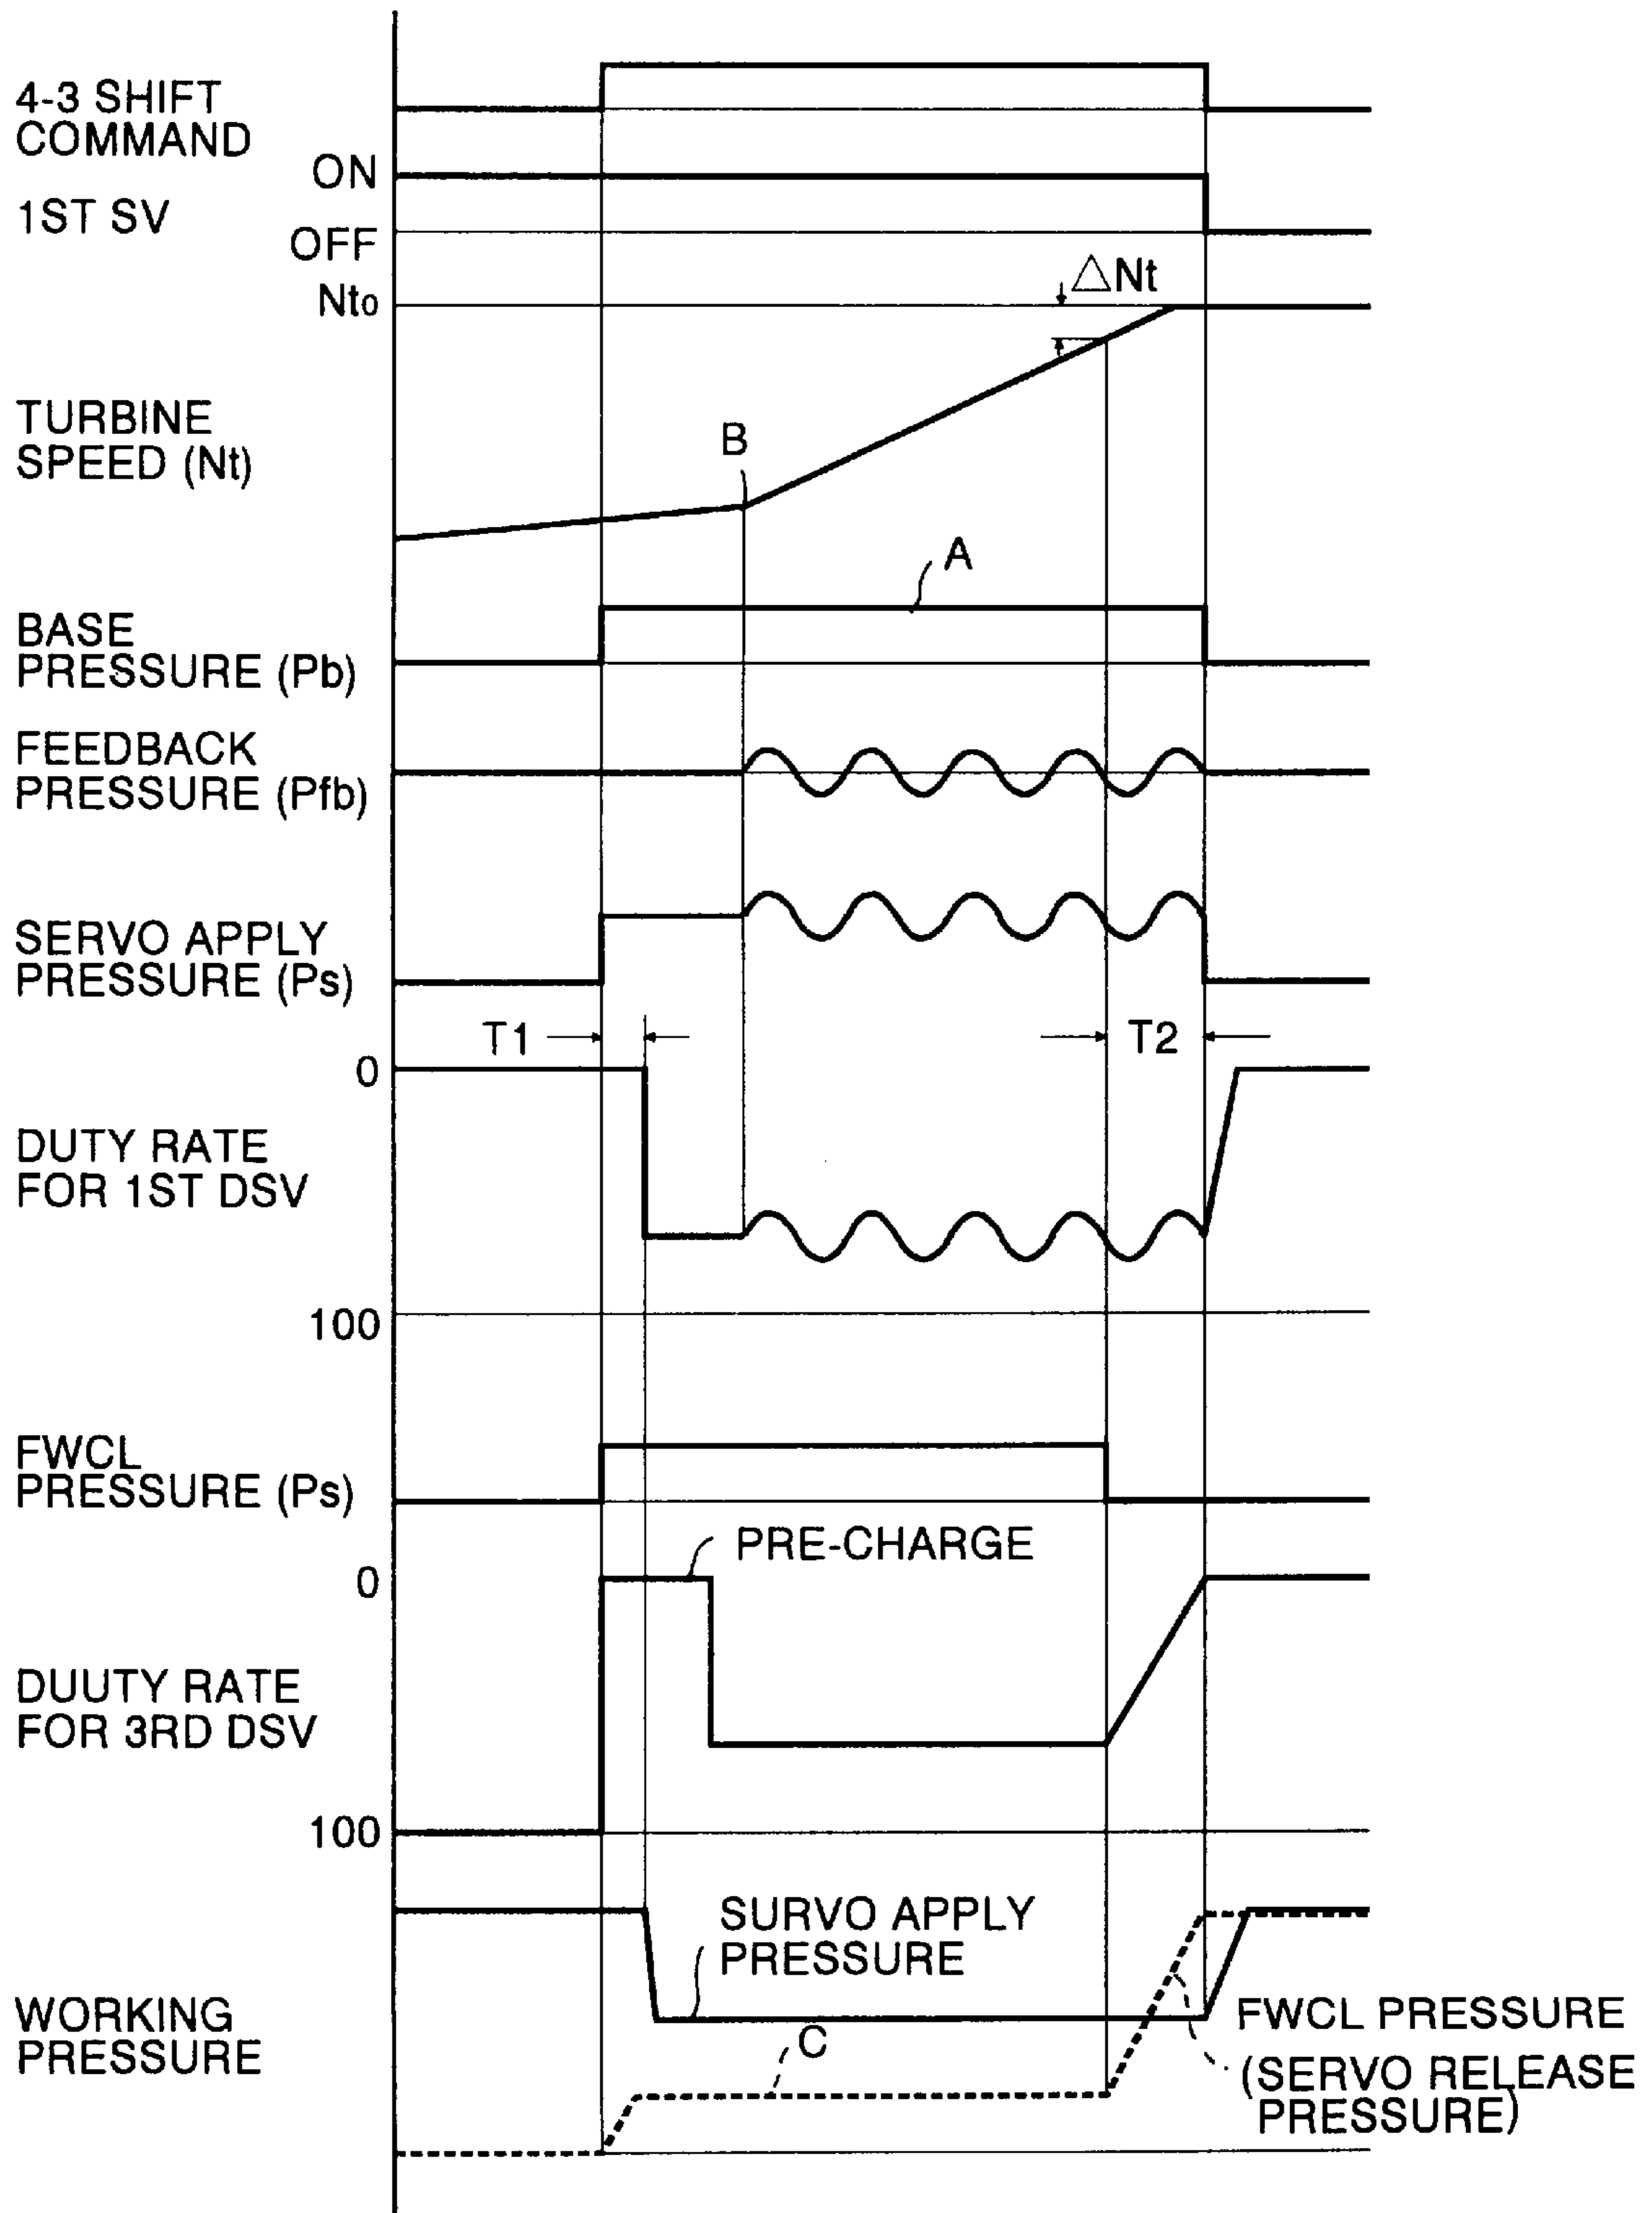 4-3 SHIFT
COMMAND
ON
1ST SV
OFF
△Nt
Nto
TURBINE
SPEED (Nt)
B
A
BASE
PRESSURE (Pb)
FEEDBACK
PRESSURE (Pfb)
SERVO APPLY
PRESSURE (Ps)
T1
T2
0
DUTY RATE
FOR 1ST DSV
100
FWCL
PRESSURE (Ps)
PRE-CHARGE
0
DUUTY RATE
FOR 3RD DSV
100
SURVO APPLY
PRESSURE
WORKING
PRESSURE
C
FWCL PRESSURE
(SERVO RELEASE
PRESSURE)